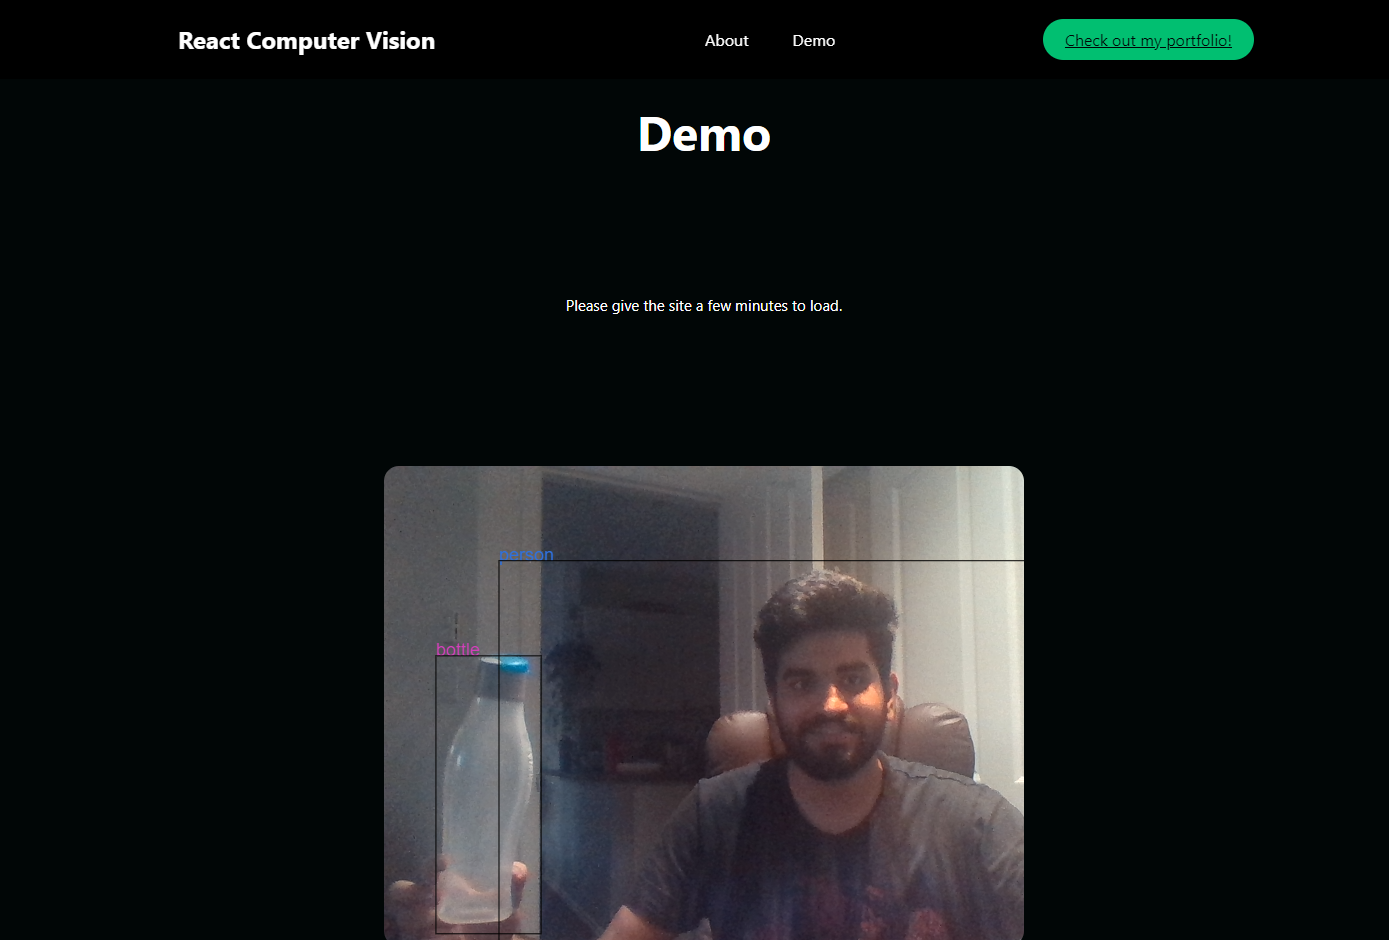 React Computer Vision
About
Demo
Check out my portfolio!
Demo
Please give the site a few minutes to load.
person
bottle